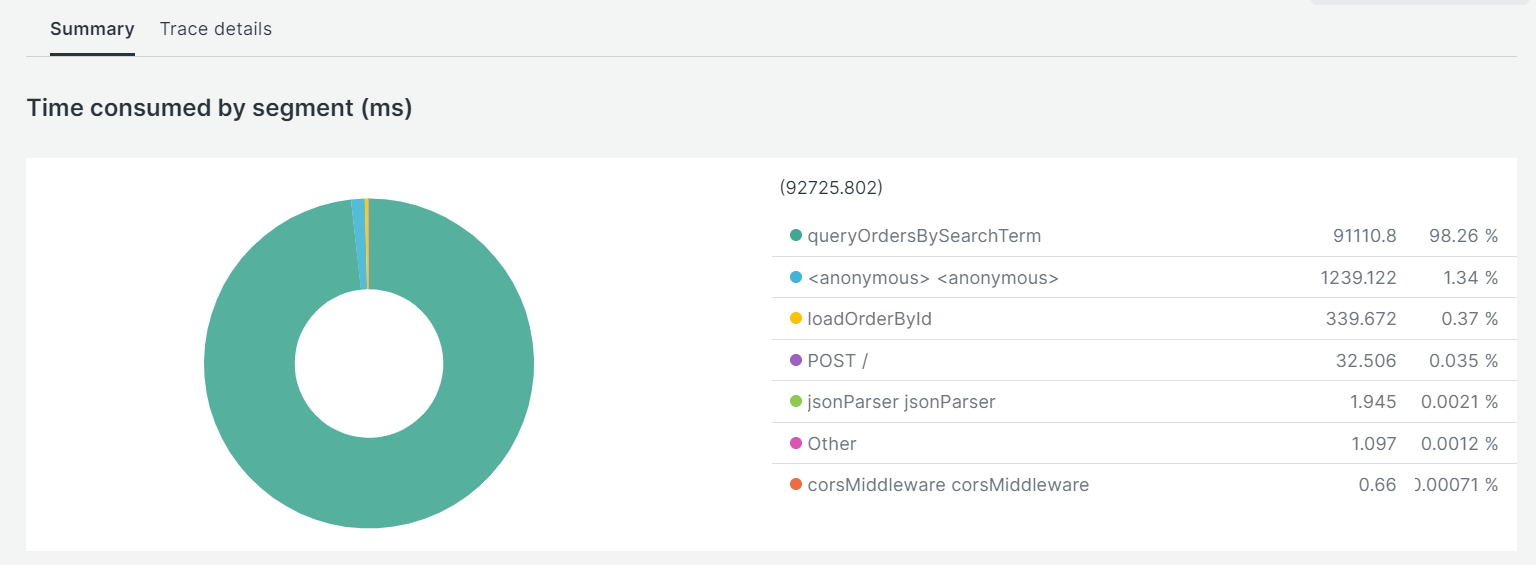 Summary Trace details
Time consumed by segment (ms)
(92725.802)
queryOrdersBySearchTerm 91110.8 98.26 %
<anonymous> <anonymous> 1239.122 1.34 %
loadOrderById 339.672 0.37 %
POST / 32.506 0.035 %
jsonParser jsonParser 1.945 0.0021 %
Other 1.097 0.0012 %
corsMiddleware corsMiddleware 0.66 0.00071 %